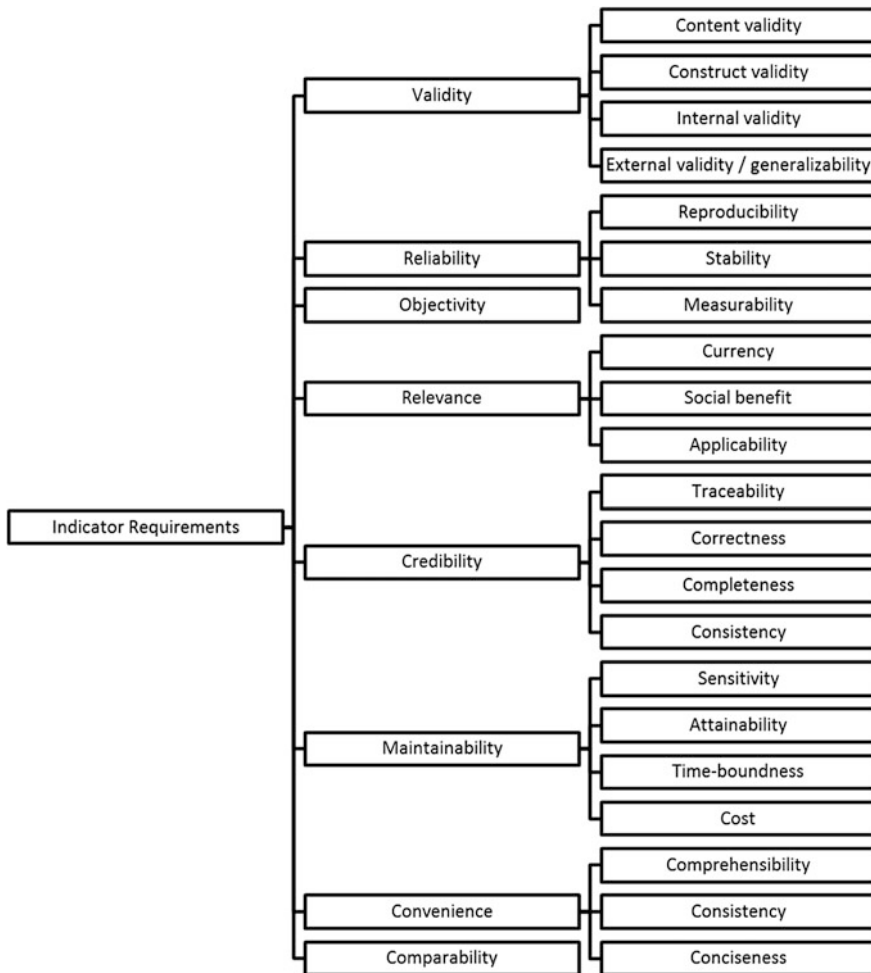 Indicator Requirements
Validity
Content validity
Construct validity
Internal validity
External validity / generalizability
Reliability
Reproducibility
Stability
Measurability
Objectivity
Relevance
Currency
Social benefit
Applicability
Credibility
Traceability
Correctness
Completeness
Consistency
Maintainability
Sensitivity
Attainability
Time-boundness
Cost
Convenience
Comprehensibility
Consistency
Conciseness
Comparability